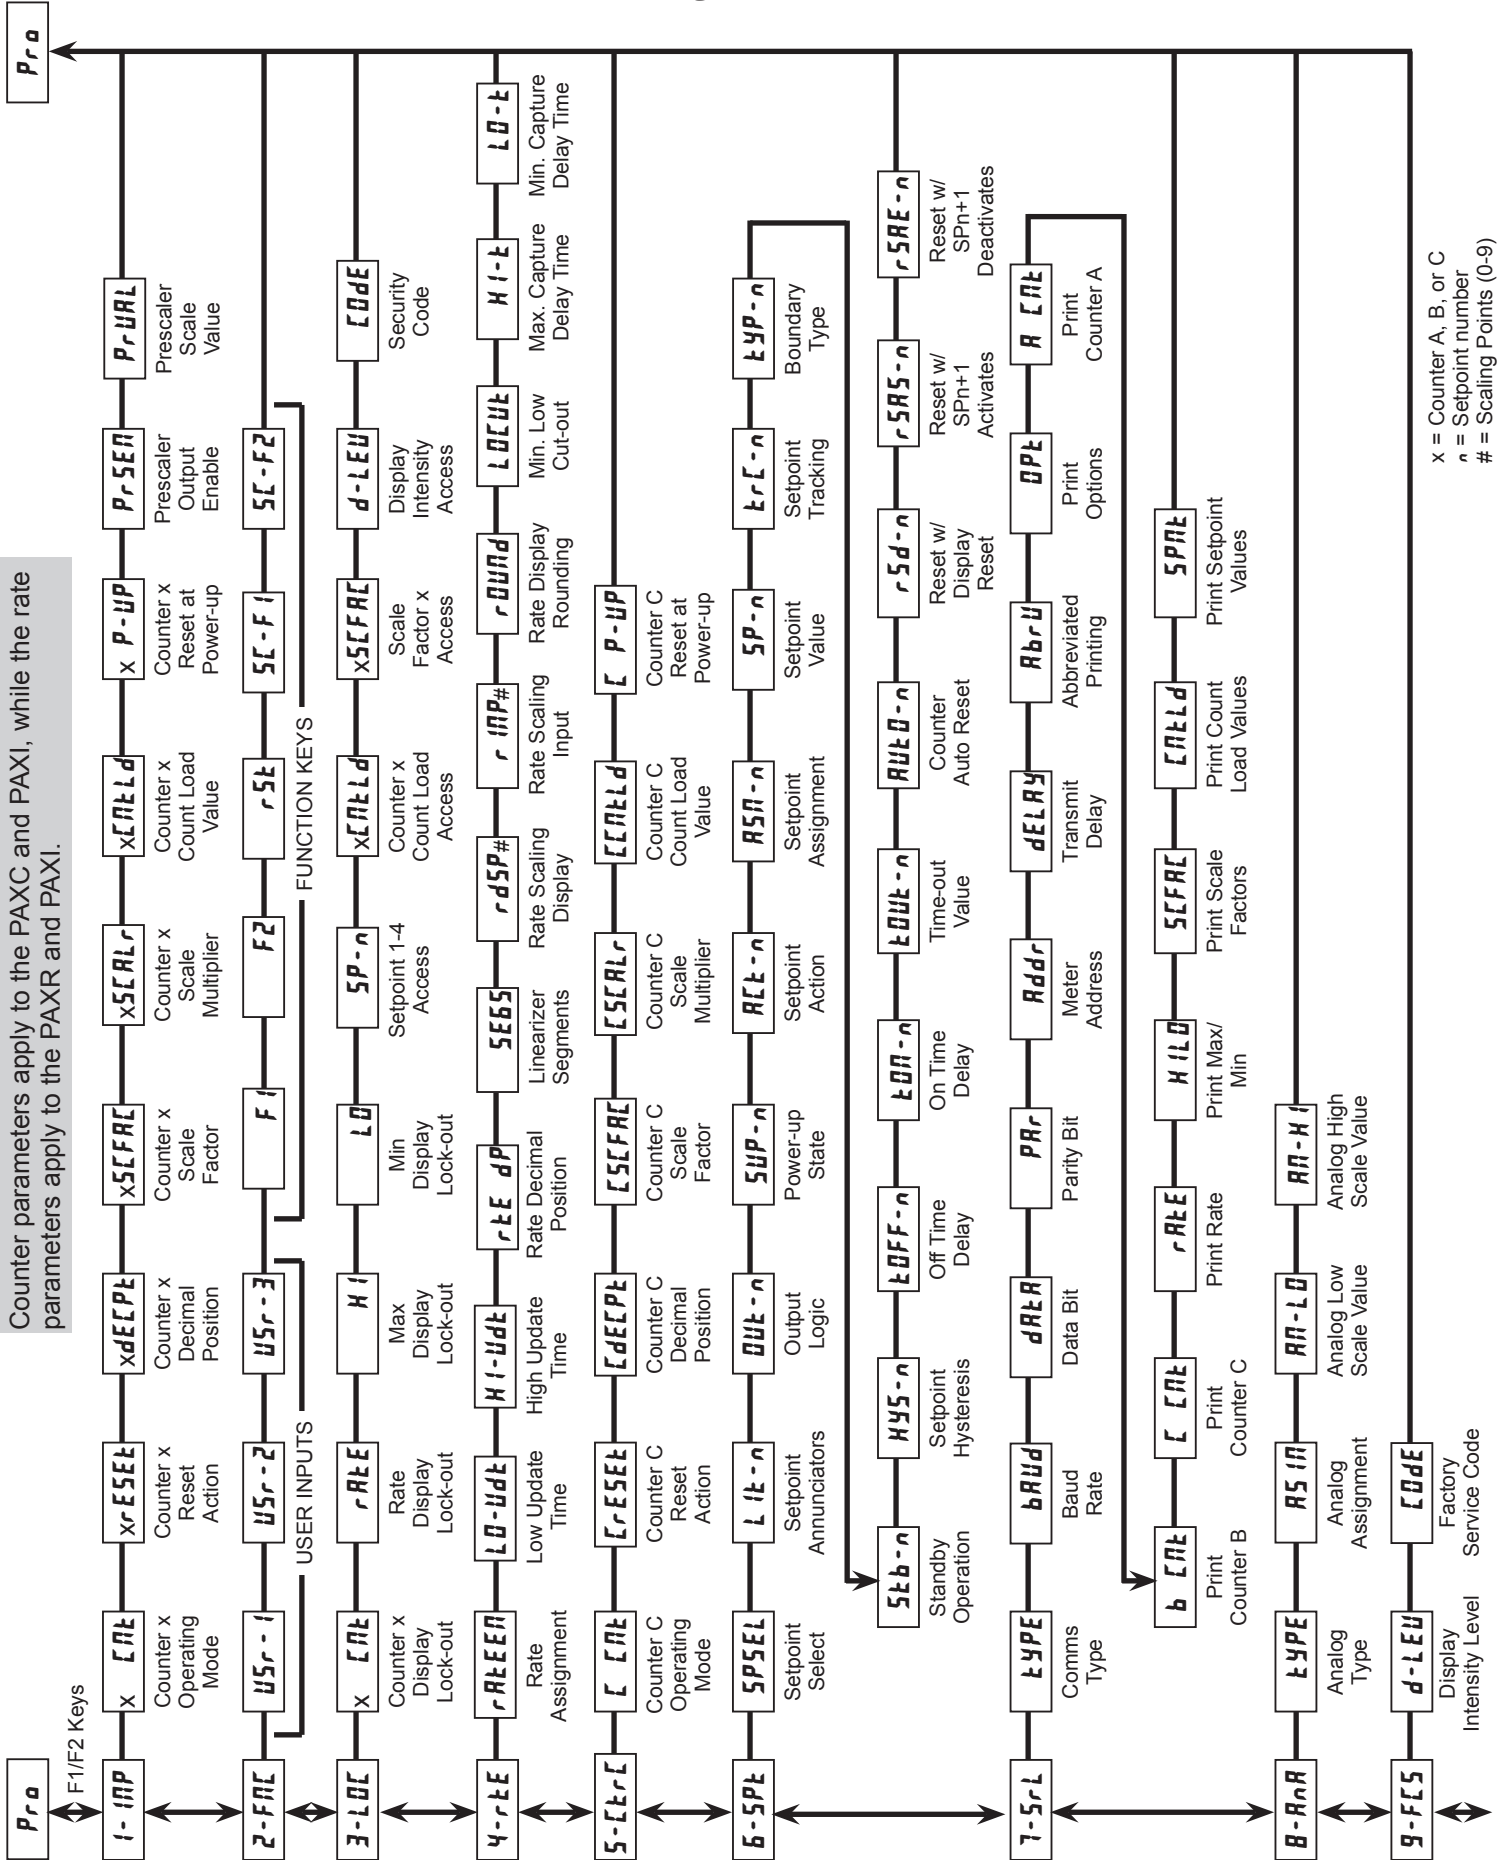 Counter parameters apply to the PAXC and PAXI, while the rate
parameters apply to the PAXR and PAXI.
Pro
F1/F2 Keys
Pro
1-INP
x CNt
Counter x
Operating
Mode
xrESEt
Counter x
Reset
Action
xdECPt
Counter x
Decimal
Position
xSCFAC
Counter x
Scale
Factor
xSCALr
Counter x
Scale
Multiplier
xCNtLd
Counter x
Count Load
Value
x P-UP
Counter x
Reset at
Power-up
PrSEN
Prescaler
Output
Enable
PrVAL
Prescaler
Scale
Value
2-FNC
USr-1
USr-2
USr-3
F1
F2
rSt
SC-F1
SC-F2
USER INPUTS
FUNCTION KEYS
3-LOC
x CNt
Counter x
Display
Lock-out
rAtE
Rate
Display
Lock-out
HI
Max
Display
Lock-out
LO
Min
Display
Lock-out
SP-n
Setpoint 1-4
Access
xCNtLd
Counter x
Count Load
Access
xSCFAC
Scale
Factor x
Access
d-LEV
Display
Intensity
Access
CodE
Security
Code
4-rtE
rAtEEN
Rate
Assignment
LO-Udt
Low Update
Time
HI-Udt
High Update
Time
rtE dP
Rate Decimal
Position
SEGS
Linearizer
Segments
rdSP#
Rate Scaling
Display
r INP#
Rate Scaling
Input
rOUNd
Rate Display
Rounding
LOCUt
Min. Low
Cut-out
HI-t
Max. Capture
Delay Time
LO-t
Min. Capture
Delay Time
5-CtrC
C CNt
Counter C
Operating
Mode
CrESEt
Counter C
Reset
Action
CdECPt
Counter C
Decimal
Position
CSCFAC
Counter C
Scale
Factor
CSCALr
Counter C
Scale
Multiplier
CCNtLd
Counter C
Count Load
Value
C P-UP
Counter C
Reset at
Power-up
6-SPt
SPSEL
Setpoint
Select
LIt-n
Setpoint
Annunciators
OUt-n
Output
Logic
SUP-n
Power-up
State
ACt-n
Setpoint
Action
ASN-n
Setpoint
Assignment
SP-n
Setpoint
Value
trC-n
Setpoint
Tracking
tYP-n
Boundary
Type
Stb-n
Standby
Operation
HYS-n
Setpoint
Hysteresis
tOFF-n
Off Time
Delay
tON-n
On Time
Delay
tOUt-n
Time-out
Value
AUtO-n
Counter
Auto Reset
rSd-n
Reset w/
Display
Reset
rSAS-n
Reset w/
SPn+1
Activates
rSAE-n
Reset w/
SPn+1
Deactivates
7-SrL
tYPE
Comms
Type
bAUd
Baud
Rate
dAtA
Data Bit
PAr
Parity Bit
Addr
Meter
Address
dELAY
Transmit
Delay
AbrV
Abbreviated
Printing
OPt
Print
Options
A CNt
Print
Counter A
b CNt
Print
Counter B
C CNt
Print
Counter C
rAtE
Print Rate
HILO
Print Max/
Min
SCFAC
Print Scale
Factors
CNtLd
Print Count
Load Values
SPNt
Print Setpoint
Values
8-AnA
tYPE
Analog
Type
ASIN
Analog
Assignment
AN-LO
Analog Low
Scale Value
AN-HI
Analog High
Scale Value
9-FCS
d-LEV
Display
Intensity Level
COdE
Factory
Service Code
x = Counter A, B, or C
n = Setpoint number
# = Scaling Points (0-9)